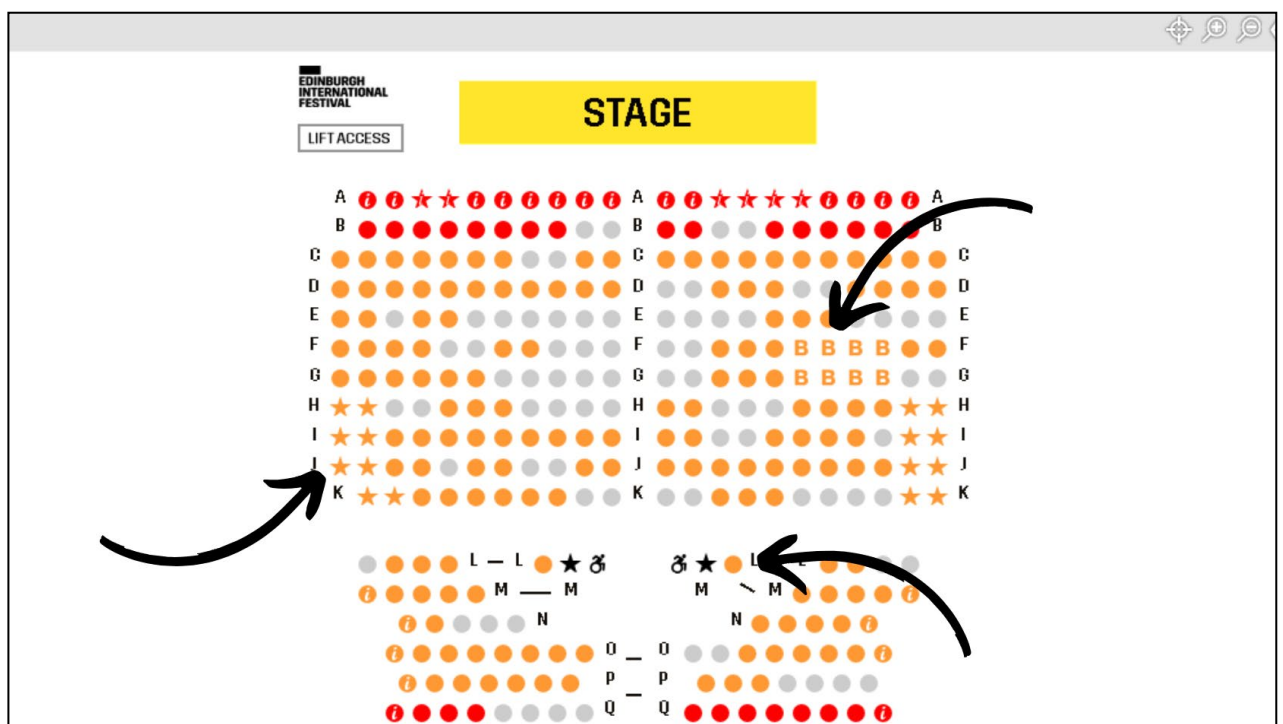 EDINBURGH
INTERNATIONAL
FESTIVAL
LIFT ACCESS
STAGE
A i i i i i i i i A i i i i i i A
B B B
C C C
D D D
E E E
F F B B B B F
G G B B B B G
H H H
I I I
J J J
K K K
L – L L L
i M — M M – M i
i N N i
i O – O i
i P – P
i Q Q i